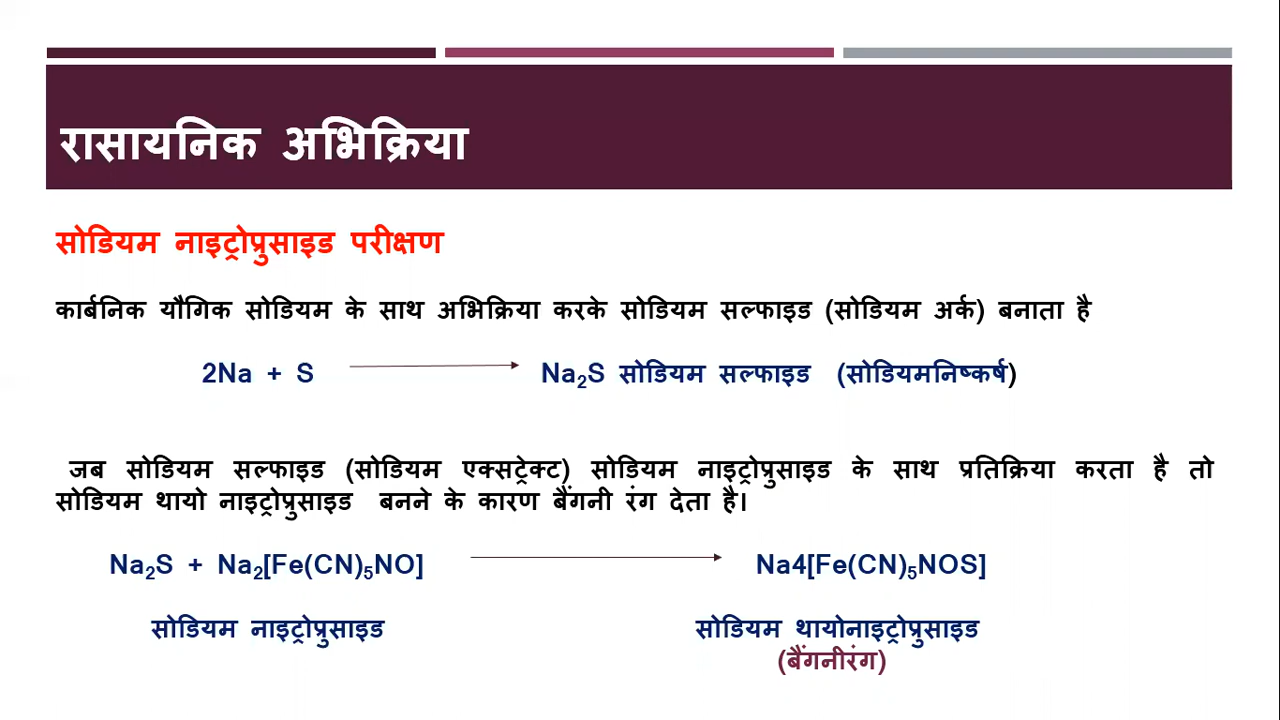 रासायनिक अभिक्रिया
सोडियम नाइट्रोप्रुसाइड परीक्षण
कार्बनिक यौगिक सोडियम के साथ अभिक्रिया करके सोडियम सल्फाइड (सोडियम अर्क) बनाता है
2Na + S → Na₂S सोडियम सल्फाइड (सोडियमनिष्कर्ष)
जब सोडियम सल्फाइड (सोडियम एक्सट्रेक्ट) सोडियम नाइट्रोप्रुसाइड के साथ प्रतिक्रिया करता है तो
सोडियम थायो नाइट्रोप्रुसाइड बनने के कारण बैंगनी रंग देता है।
Na₂S + Na₂[Fe(CN)₅NO] → Na4[Fe(CN)₅NOS]
सोडियम नाइट्रोप्रुसाइड सोडियम थायोनाइट्रोप्रुसाइड
(बैंगनीरंग)